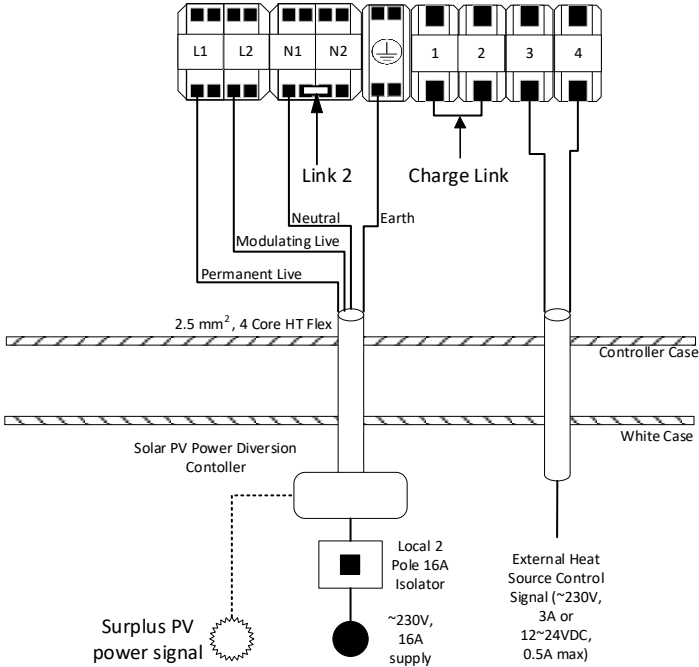 L1 L2 N1 N2 1 2 3 4
Link 2
Charge Link
Neutral
Earth
Modulating Live
Permanent Live
2.5 mm², 4 Core HT Flex
Controller Case
White Case
Solar PV Power Diversion
Contoller
Local 2
Pole 16A
Isolator
External Heat
Source Control
Signal (~230V,
3A or
12~24VDC,
0.5A max)
Surplus PV
power signal
~230V,
16A
supply